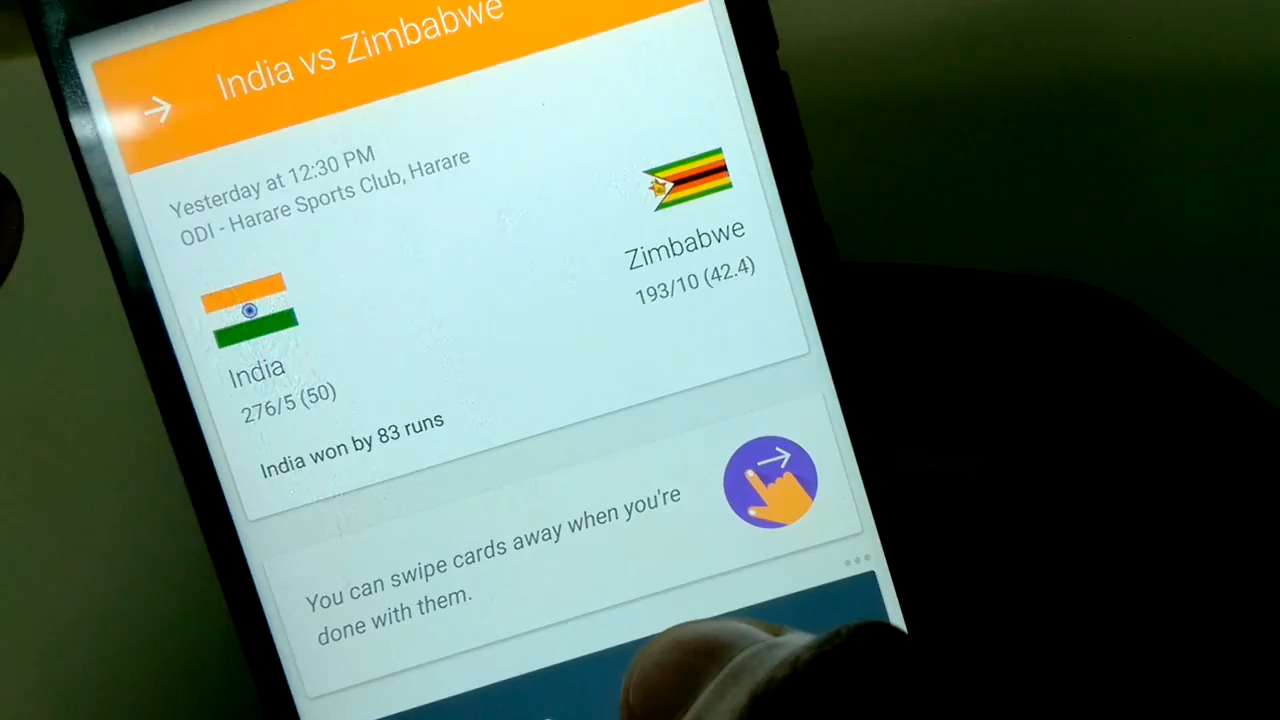 India vs Zimbabwe
Yesterday at 12:30 PM
ODI - Harare Sports Club, Harare
Zimbabwe
193/10 (42.4)
India
276/5 (50)
India won by 83 runs
You can swipe cards away when you're
done with them.